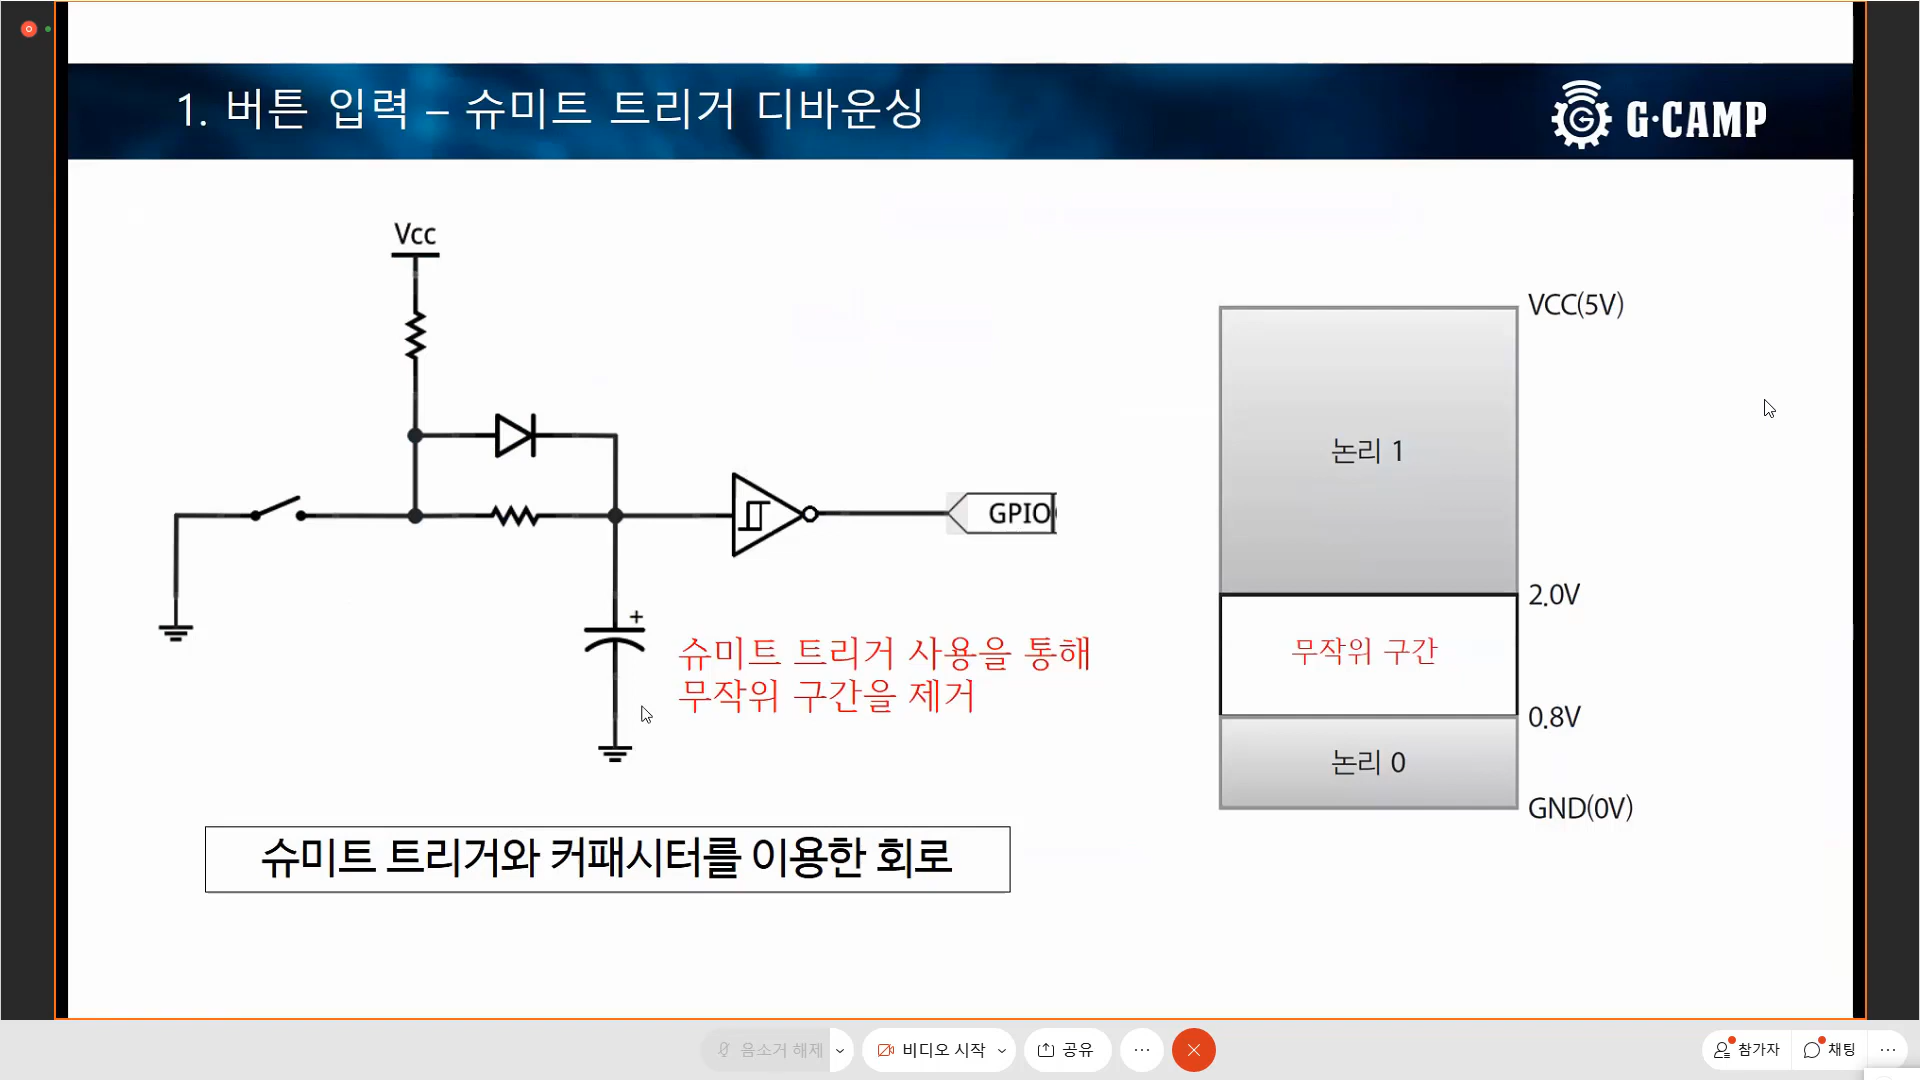 1. 버튼 입력 – 슈미트 트리거 디바운싱
G·CAMP
Vcc
GPIO
+
슈미트 트리거 사용을 통해
무작위 구간을 제거
슈미트 트리거와 커패시터를 이용한 회로
VCC(5V)
논리 1
2.0V
무작위 구간
0.8V
논리 0
GND(0V)
음소거 해제
비디오 시작
공유
참가자
채팅